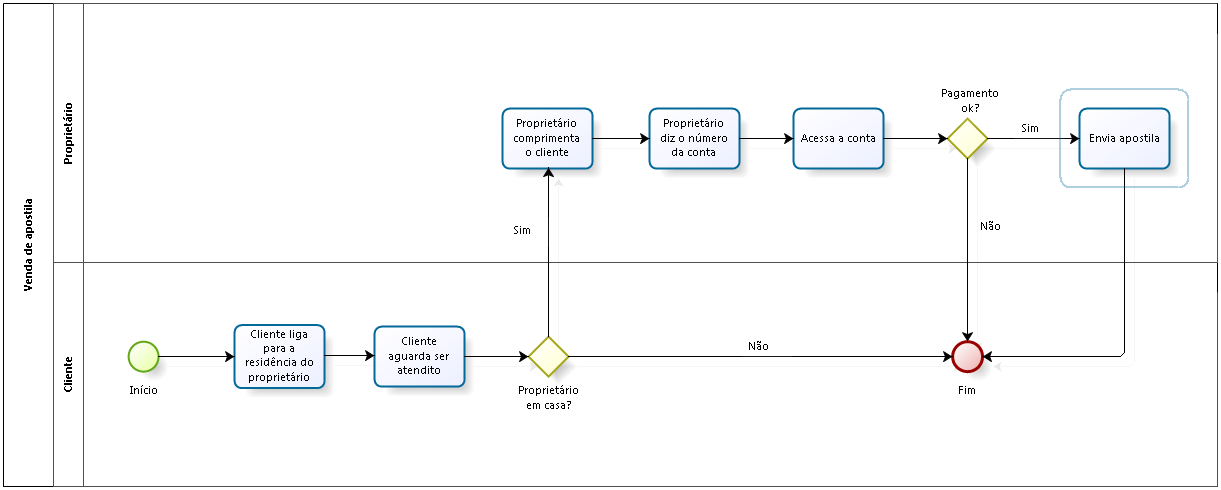 Venda de apostila
Proprietário
Proprietário
comprimenta
o cliente
Proprietário
diz o número
da conta
Acessa a conta
Pagamento
ok?
Sim
Envia apostila
Sim
Não
Cliente
Início
Cliente liga
para a
residência do
proprietário
Cliente
aguarda ser
atendito
Proprietário
em casa?
Não
Fim